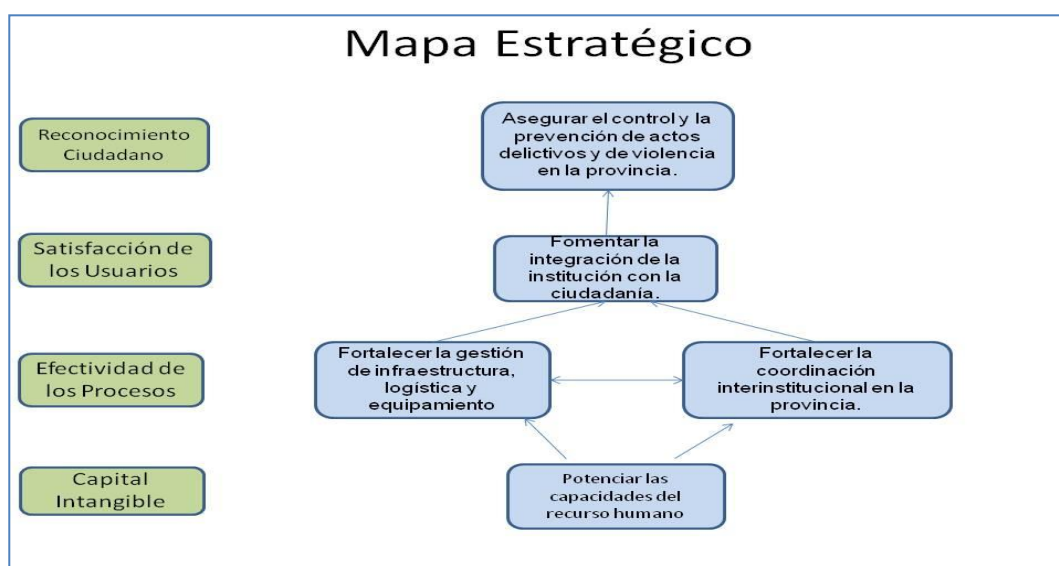 Mapa Estratégico
Reconocimiento
Ciudadano
Asegurar el control y la
prevención de actos
delictivos y de violencia
en la provincia.
Satisfacción de
los Usuarios
Fomentar la
integración de la
institución con la
ciudadanía.
Efectividad de
los Procesos
Fortalecer la gestión
de infraestructura,
logística y
equipamiento
Fortalecer la
coordinación
interinstitucional en la
provincia.
Capital
Intangible
Potenciar las
capacidades del
recurso humano